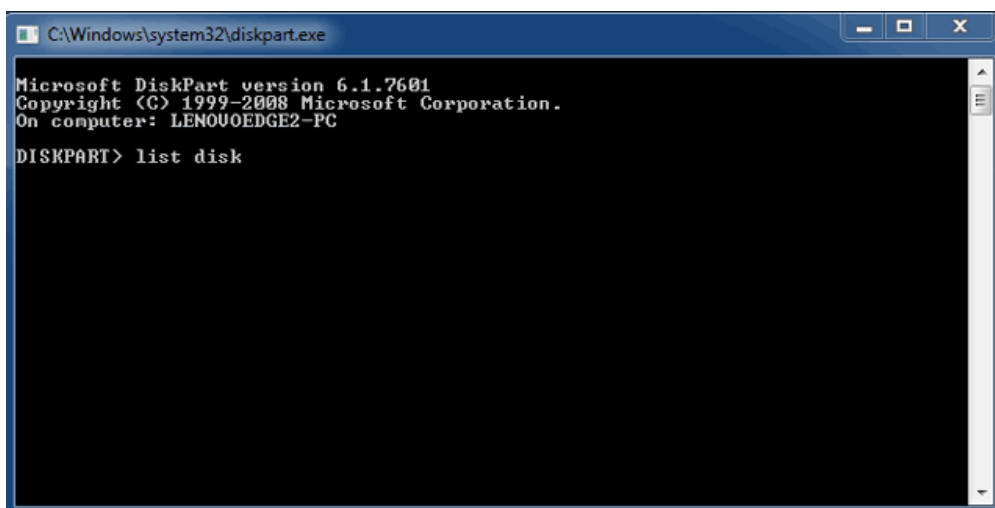 C:\Windows\system32\diskpart.exe
Microsoft DiskPart version 6.1.7601
Copyright (C) 1999-2008 Microsoft Corporation.
On computer: LENOVOEDGE2-PC
DISKPART> list disk